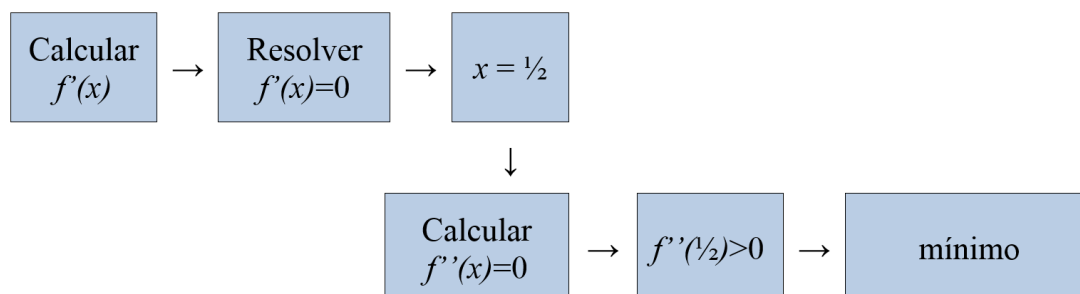 Calcular
f’(x)
→
Resolver
f’(x)=0
→
x = ½
↓
Calcular
f’’(x)=0
→
f’’(½)>0
→
mínimo